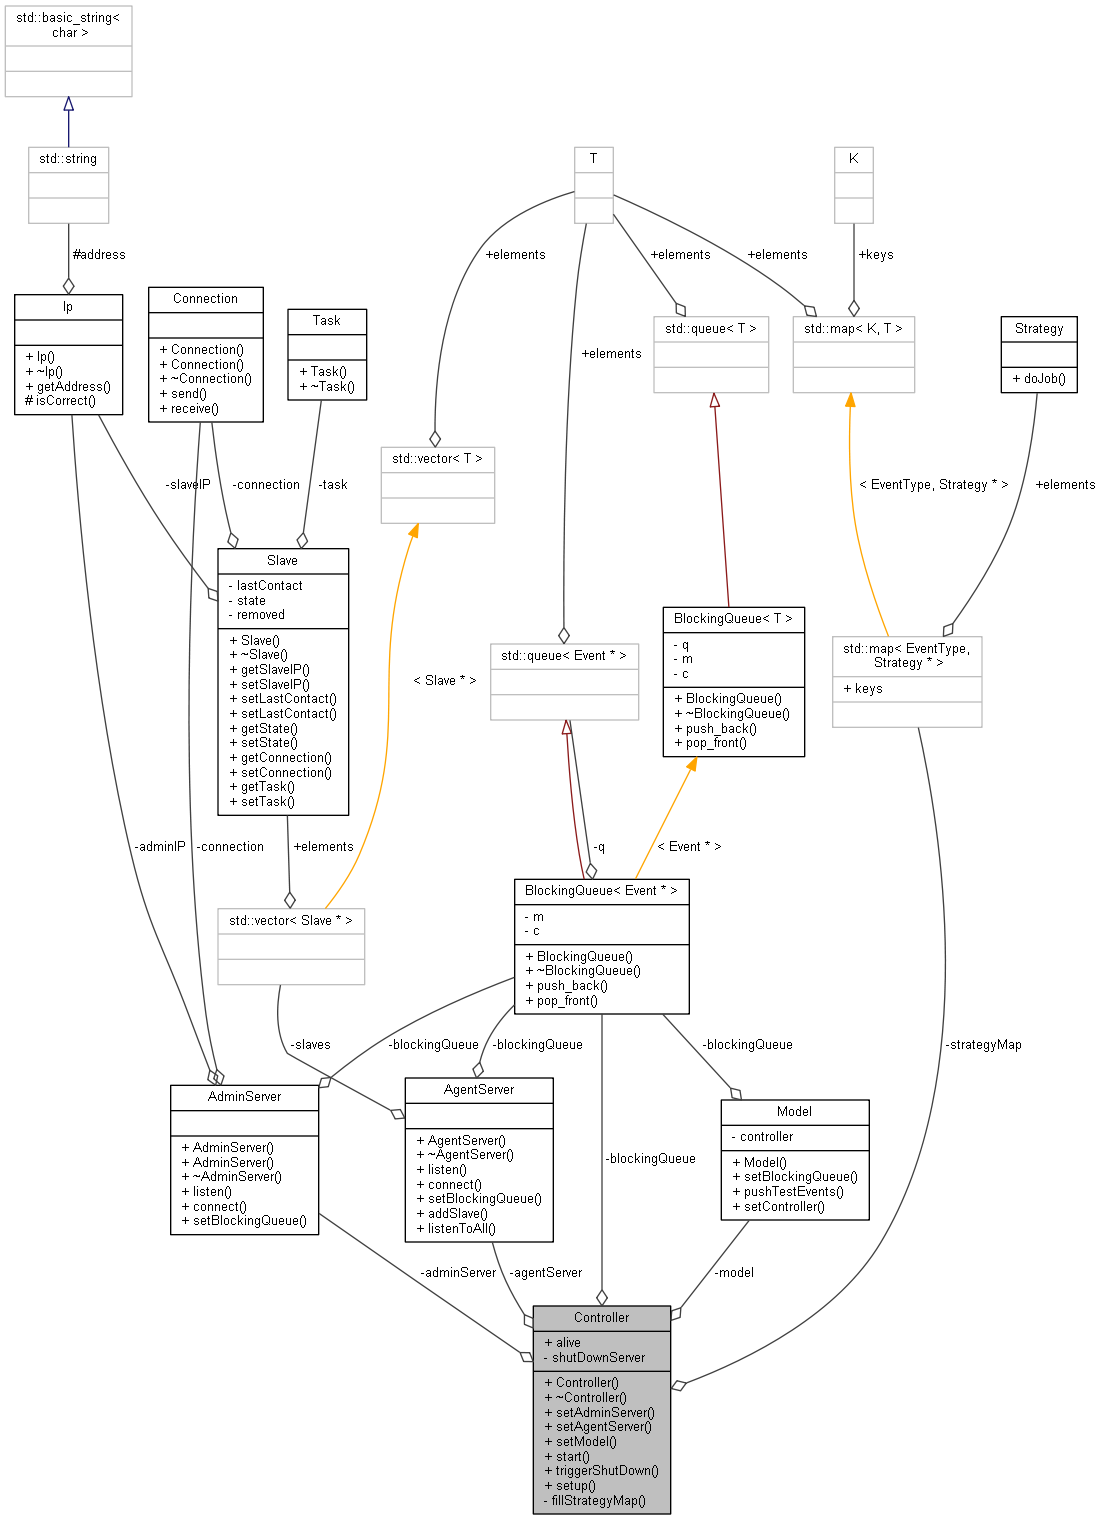 std::basic_string<
char >
std::string
T
K
#address
+elements
+elements
+elements
+keys
+elements
Ip
+ Ip()
+ ~Ip()
+ getAddress()
# isCorrect()
Connection
+ Connection()
+ Connection()
+ ~Connection()
+ send()
+ receive()
Task
+ Task()
+ ~Task()
std::queue< T >
std::map< K, T >
Strategy
+ doJob()
std::vector< T >
-slaveIP
-connection
-task
< EventType, Strategy * >
+elements
Slave
- lastContact
- state
- removed
+ Slave()
+ ~Slave()
+ getSlaveIP()
+ setSlaveIP()
+ setLastContact()
+ setLastContact()
+ getState()
+ setState()
+ getConnection()
+ setConnection()
+ getTask()
+ setTask()
< Slave * >
std::queue< Event * >
BlockingQueue< T >
- q
- m
- c
+ BlockingQueue()
+ ~BlockingQueue()
+ push_back()
+ pop_front()
std::map< EventType,
Strategy * >
+ keys
-adminIP
-connection
+elements
-q
< Event * >
std::vector< Slave * >
BlockingQueue< Event * >
- m
- c
+ BlockingQueue()
+ ~BlockingQueue()
+ push_back()
+ pop_front()
-slaves
-blockingQueue
-blockingQueue
-blockingQueue
-strategyMap
AdminServer
+ AdminServer()
+ AdminServer()
+ ~AdminServer()
+ listen()
+ connect()
+ setBlockingQueue()
AgentServer
+ AgentServer()
+ ~AgentServer()
+ listen()
+ connect()
+ setBlockingQueue()
+ addSlave()
+ listenToAll()
-blockingQueue
Model
- controller
+ Model()
+ setBlockingQueue()
+ pushTestEvents()
+ setController()
-adminServer
-agentServer
-model
Controller
+ alive
- shutDownServer
+ Controller()
+ ~Controller()
+ setAdminServer()
+ setAgentServer()
+ setModel()
+ start()
+ triggerShutDown()
+ setup()
- fillStrategyMap()